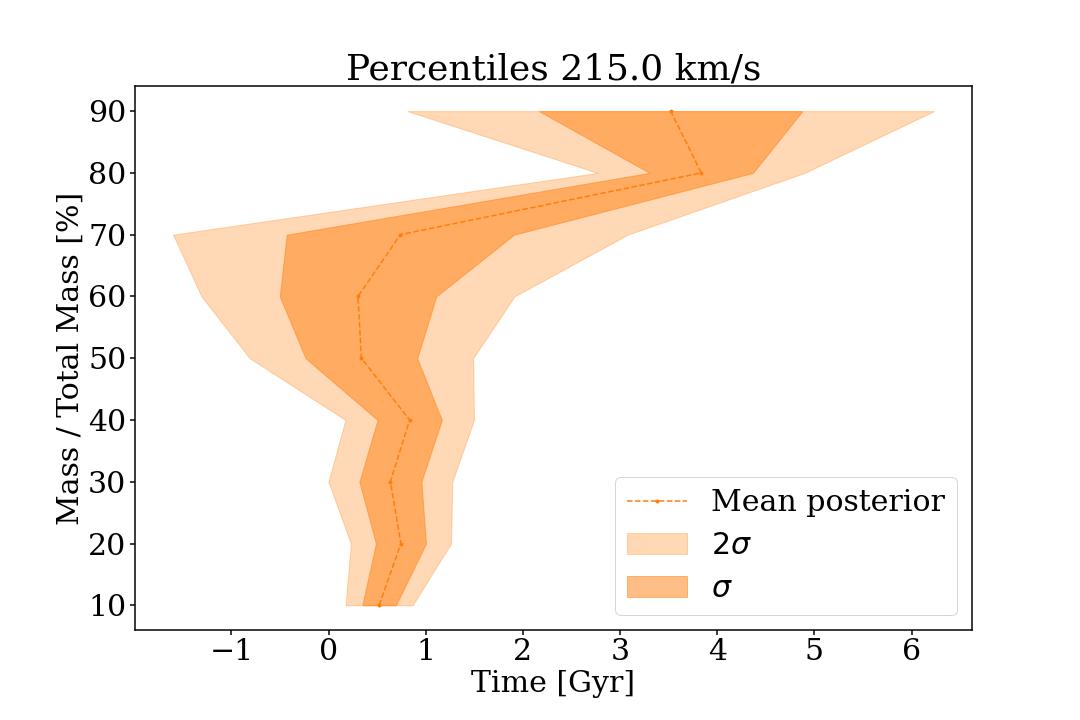 Percentiles 215.0 km/s
90
80
70
60
50
40
30
20
10
Mass / Total Mass [%]
Mean posterior
2σ
σ
−1 0 1 2 3 4 5 6
Time [Gyr]